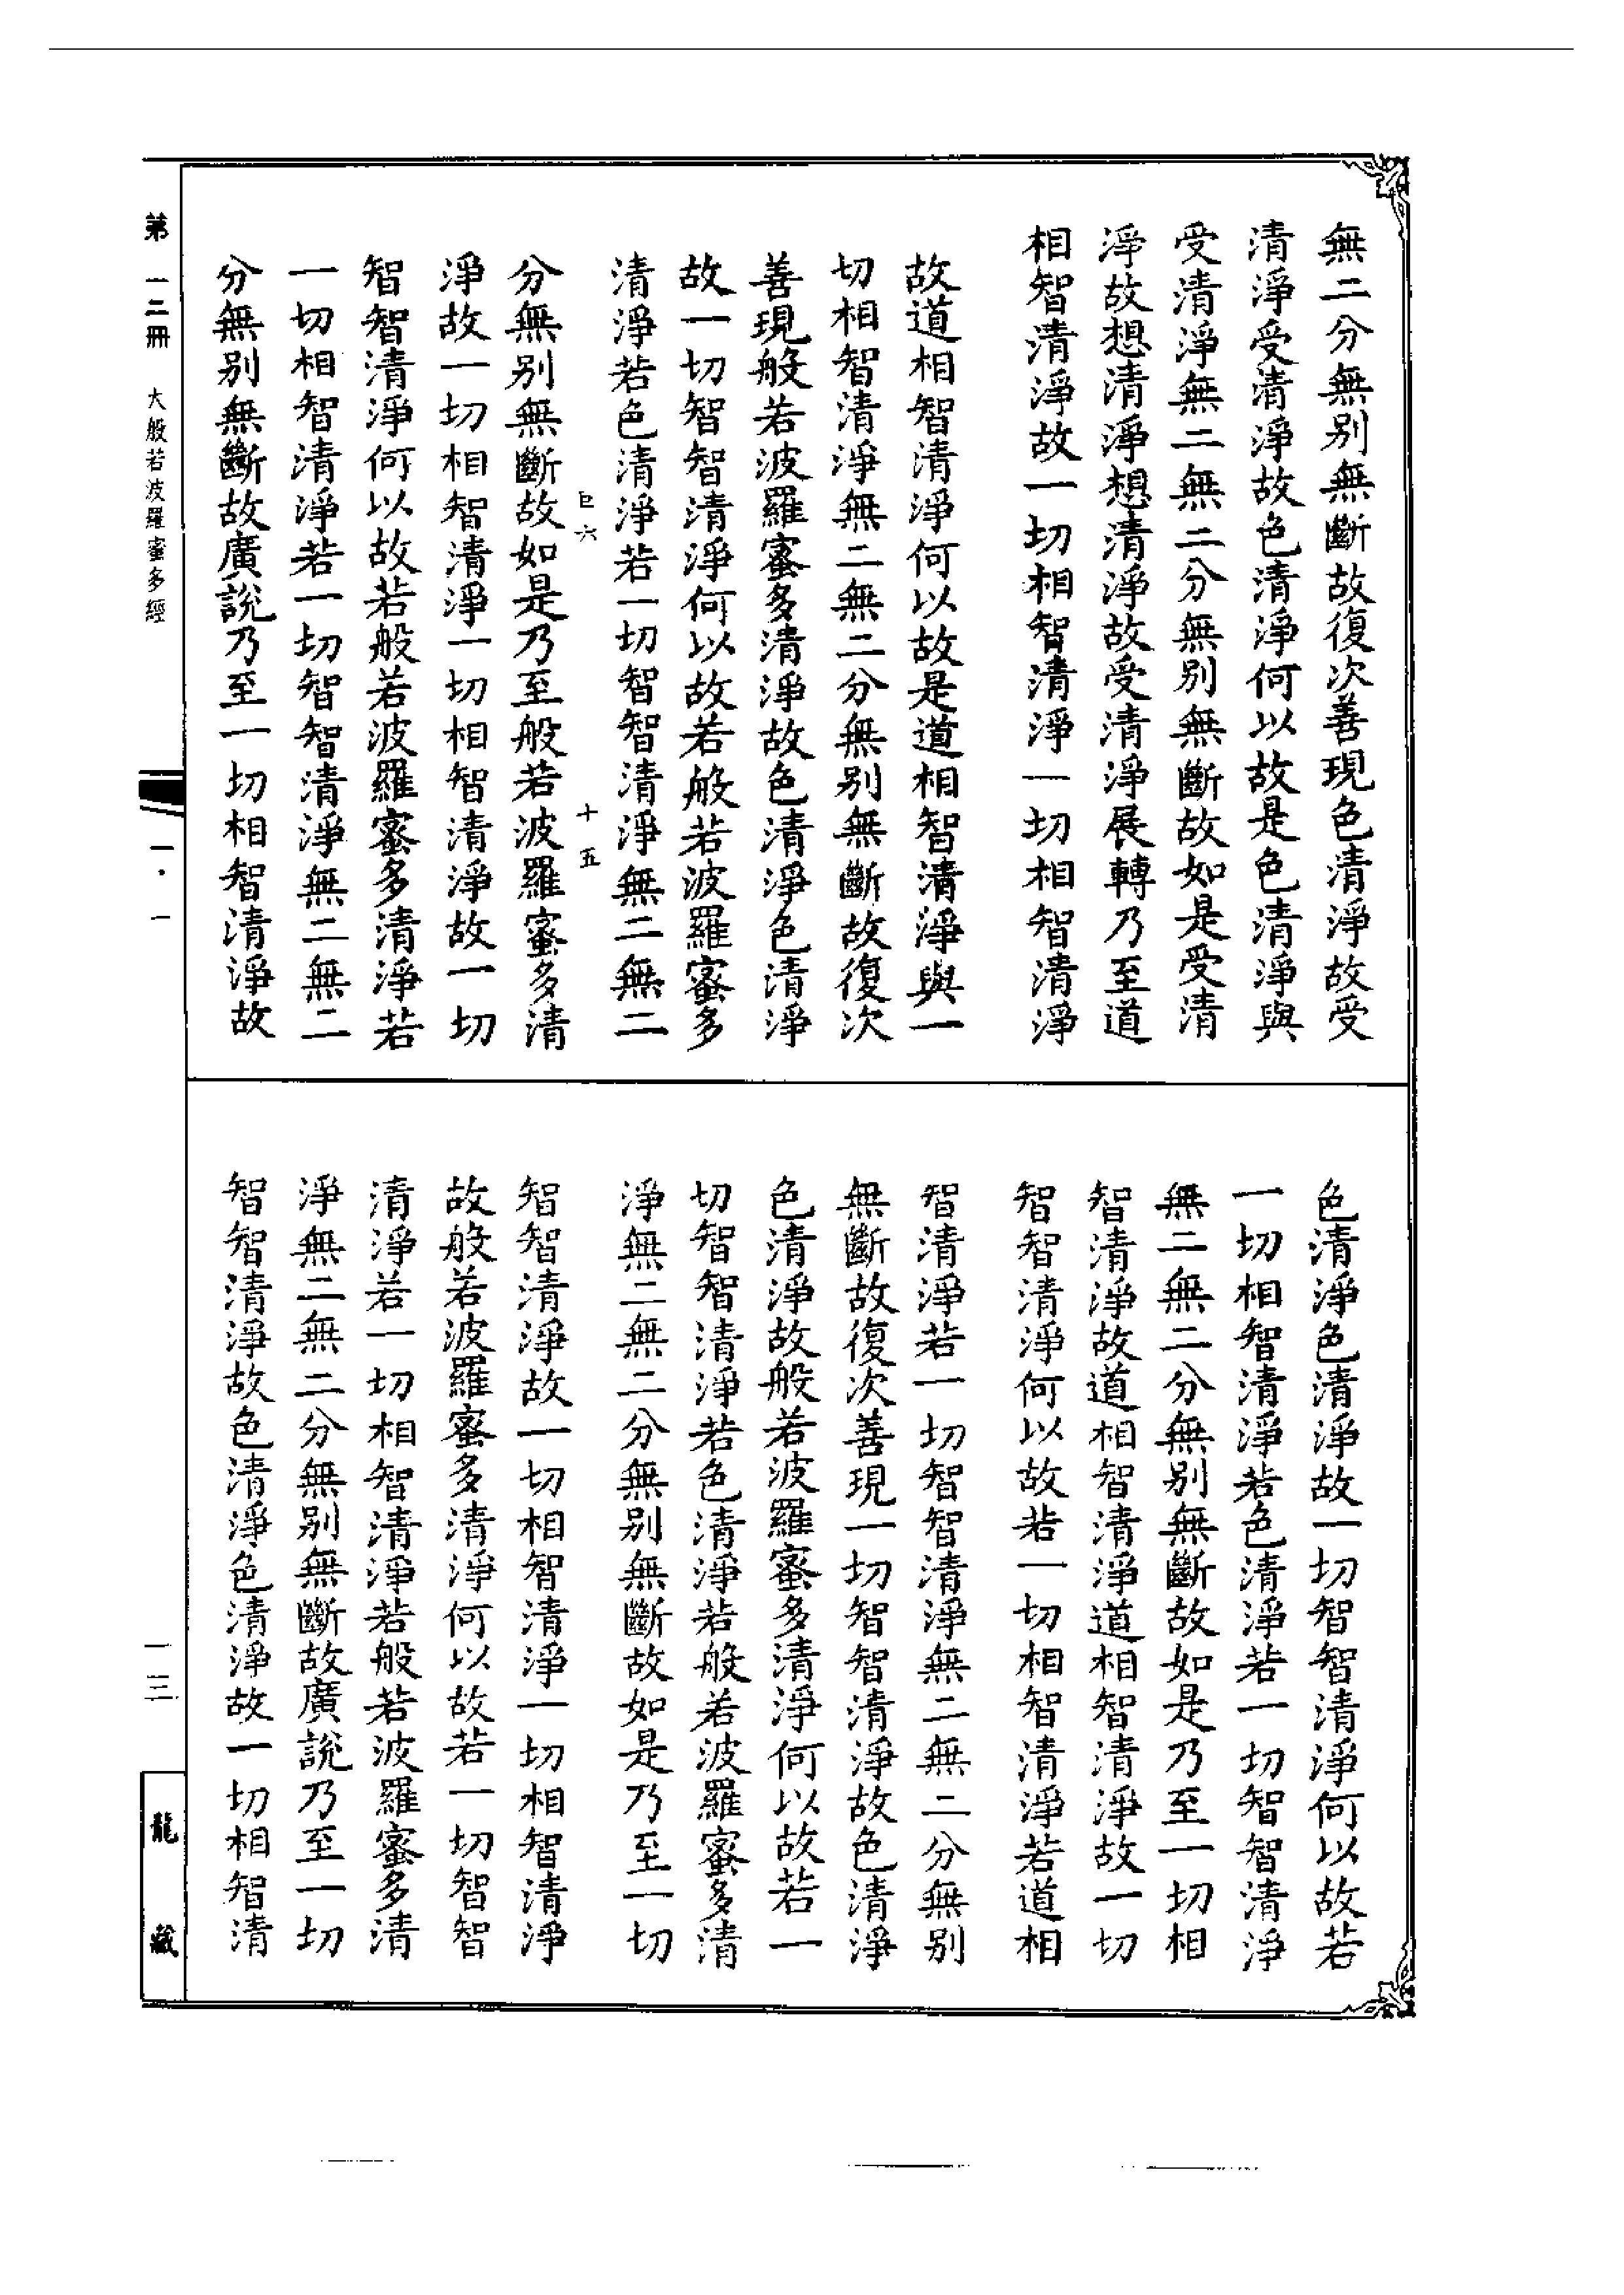 無二分無别無斷故復次善現色清淨故受
清淨受清淨故色清淨何以故是色清淨與
受清淨無二無二分無别無斷故如是受清
淨故想清淨想清淨故受清淨展轉乃至道
相智清淨故一切相智清淨一切相智清淨
故道相智清淨何以故是道相智清淨與一
切相智清淨無二無二分無别無斷故復次
善現般若波羅蜜多清淨故色清淨色清淨
故一切智智清淨何以故若般若波羅蜜多
清淨若色清淨若一切智智清淨無二無二
巨六 十五
分無别無斷故如是乃至般若波羅蜜多清
淨故一切相智清淨一切相智清淨故一切
智智清淨何以故若般若波羅蜜多清淨若
一切相智清淨若一切智智清淨無二無二
分無别無斷故廣說乃至一切相智清淨故
色清淨色清淨故一切智智清淨何以故若
一切相智清淨若色清淨若一切智智清淨
無二無二分無别無斷故如是乃至一切相
智清淨故道相智清淨道相智清淨故一切
智智清淨何以故若一切相智清淨若道相
智清淨若一切智智清淨無二無二分無别
無斷故復次善現一切智智清淨故色清淨
色清淨故般若波羅蜜多清淨何以故若一
切智智清淨若色清淨若般若波羅蜜多清
淨無二無二分無别無斷故如是乃至一切
智智清淨故一切相智清淨一切相智清淨
故般若波羅蜜多清淨何以故若一切智智
清淨若一切相智清淨若般若波羅蜜多清
淨無二無二分無别無斷故廣說乃至一切
智智清淨故色清淨色清淨故一切相智清
第一二冊 大般若波羅蜜多經 一·一 一三 龍藏